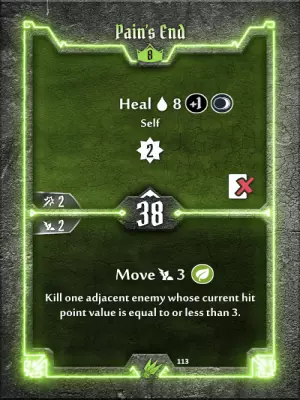 Pain's End
8
Heal 8 +1
Self
2
2
2
38
Move 3
Kill one adjacent enemy whose current hit
point value is equal to or less than 3.
113